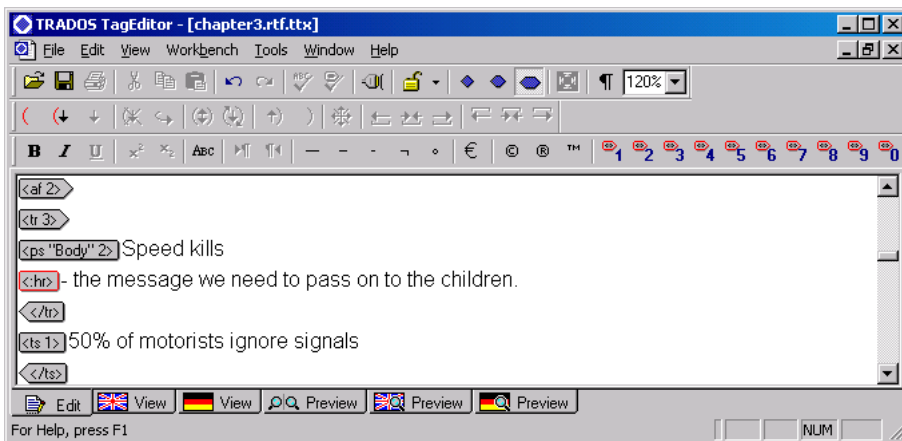 TRADOS TagEditor - [chapter3.rtf.ttx]
File Edit View Workbench Tools Window Help
ABC 120%
B I U x² x₂ ABC € © ® ™ 1 2 3 4 5 6 7 8 9 0
<af 2>
<tr 3>
<ps "Body" 2> Speed kills
<:hr> - the message we need to pass on to the children.
</tr>
<ts 1> 50% of motorists ignore signals
</ts>
Edit View View Preview Preview Preview
For Help, press F1 NUM